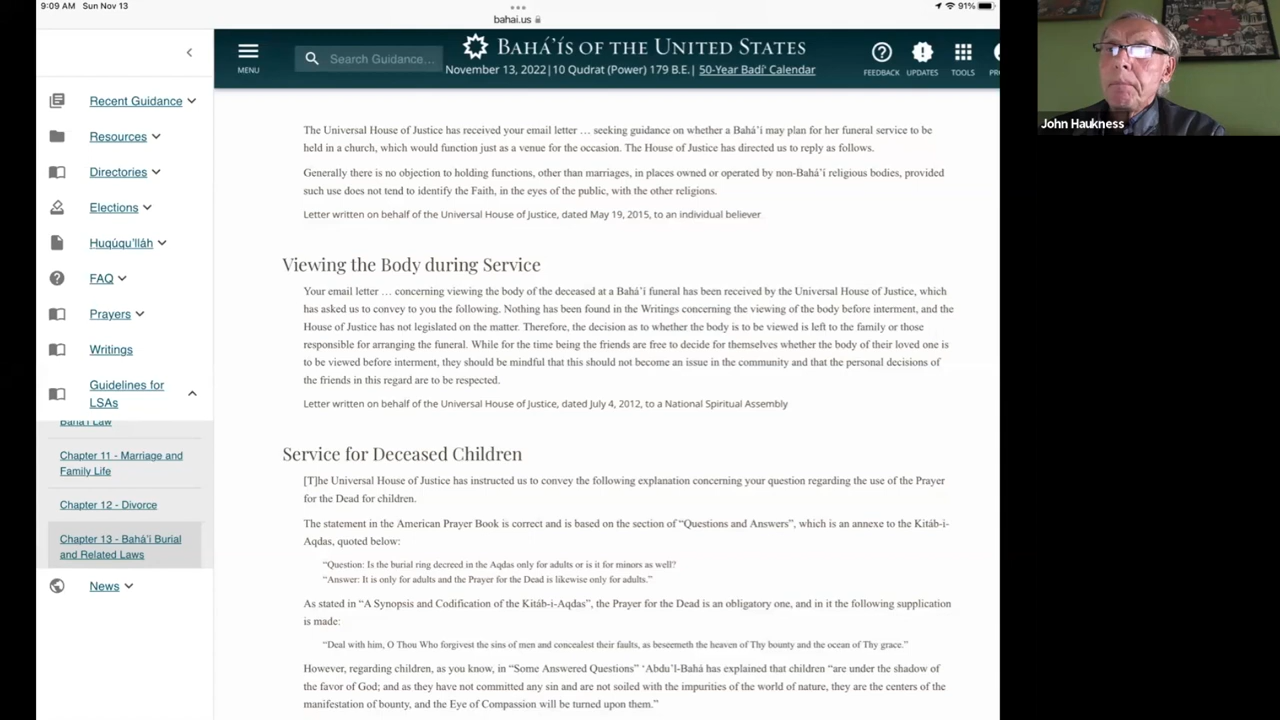 9:09 AM Sun Nov 13
bahai.us
91%
MENU
Search Guidance...
BAHÁ'ÍS OF THE UNITED STATES
November 13, 2022|10 Qudrat (Power) 179 B.E.| 50-Year Badí' Calendar
FEEDBACK
UPDATES
TOOLS
Recent Guidance
Resources
Directories
Elections
Huqúqu'lláh
FAQ
Prayers
Writings
Guidelines for
LSAs
Bahá'í Law
Chapter 11 - Marriage and
Family Life
Chapter 12 - Divorce
Chapter 13 - Bahá'í Burial
and Related Laws
News
The Universal House of Justice has received your email letter … seeking guidance on whether a Bahá'í may plan for her funeral service to be
held in a church, which would function just as a venue for the occasion. The House of Justice has directed us to reply as follows.
Generally there is no objection to holding functions, other than marriages, in places owned or operated by non-Bahá'í religious bodies, provided
such use does not tend to identify the Faith, in the eyes of the public, with the other religions.
Letter written on behalf of the Universal House of Justice, dated May 19, 2015, to an individual believer
Viewing the Body during Service
Your email letter … concerning viewing the body of the deceased at a Bahá'í funeral has been received by the Universal House of Justice, which
has asked us to convey to you the following. Nothing has been found in the Writings concerning the viewing of the body before interment, and the
House of Justice has not legislated on the matter. Therefore, the decision as to whether the body is to be viewed is left to the family or those
responsible for arranging the funeral. While for the time being the friends are free to decide for themselves whether the body of their loved one is
to be viewed before interment, they should be mindful that this should not become an issue in the community and that the personal decisions of
the friends in this regard are to be respected.
Letter written on behalf of the Universal House of Justice, dated July 4, 2012, to a National Spiritual Assembly
Service for Deceased Children
[T]he Universal House of Justice has instructed us to convey the following explanation concerning your question regarding the use of the Prayer
for the Dead for children.
The statement in the American Prayer Book is correct and is based on the section of “Questions and Answers”, which is an annexe to the Kitáb-i-
Aqdas, quoted below:
“Question: Is the burial ring decreed in the Aqdas only for adults or is it for minors as well?
“Answer: It is only for adults and the Prayer for the Dead is likewise only for adults.”
As stated in “A Synopsis and Codification of the Kitáb-i-Aqdas”, the Prayer for the Dead is an obligatory one, and in it the following supplication
is made:
“Deal with him, O Thou Who forgivest the sins of men and concealest their faults, as beseemeth the heaven of Thy bounty and the ocean of Thy grace.”
However, regarding children, as you know, in “Some Answered Questions” ‘Abdu’l-Bahá has explained that children “are under the shadow of
the favor of God; and as they have not committed any sin and are not soiled with the impurities of the world of nature, they are the centers of the
manifestation of bounty, and the Eye of Compassion will be turned upon them.”
John Haukness